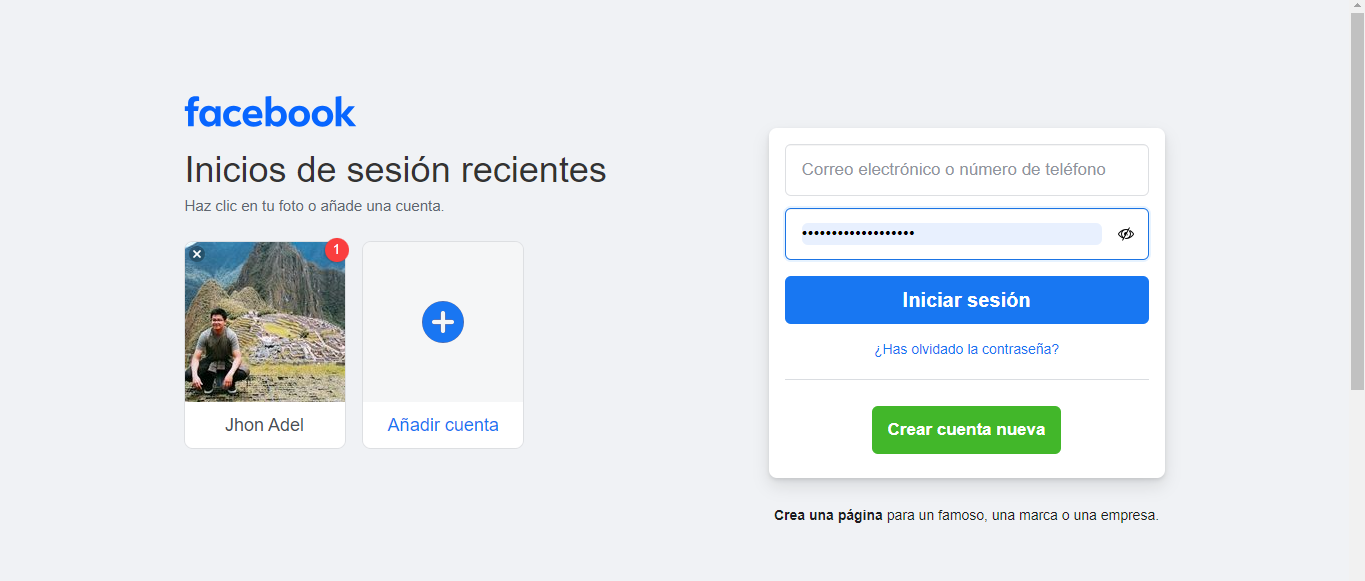 facebook
Inicios de sesión recientes
Haz clic en tu foto o añade una cuenta.
1
Jhon Adel
Añadir cuenta
Correo electrónico o número de teléfono
•••••••••••••••••••
Iniciar sesión
¿Has olvidado la contraseña?
Crear cuenta nueva
Crea una página para un famoso, una marca o una empresa.